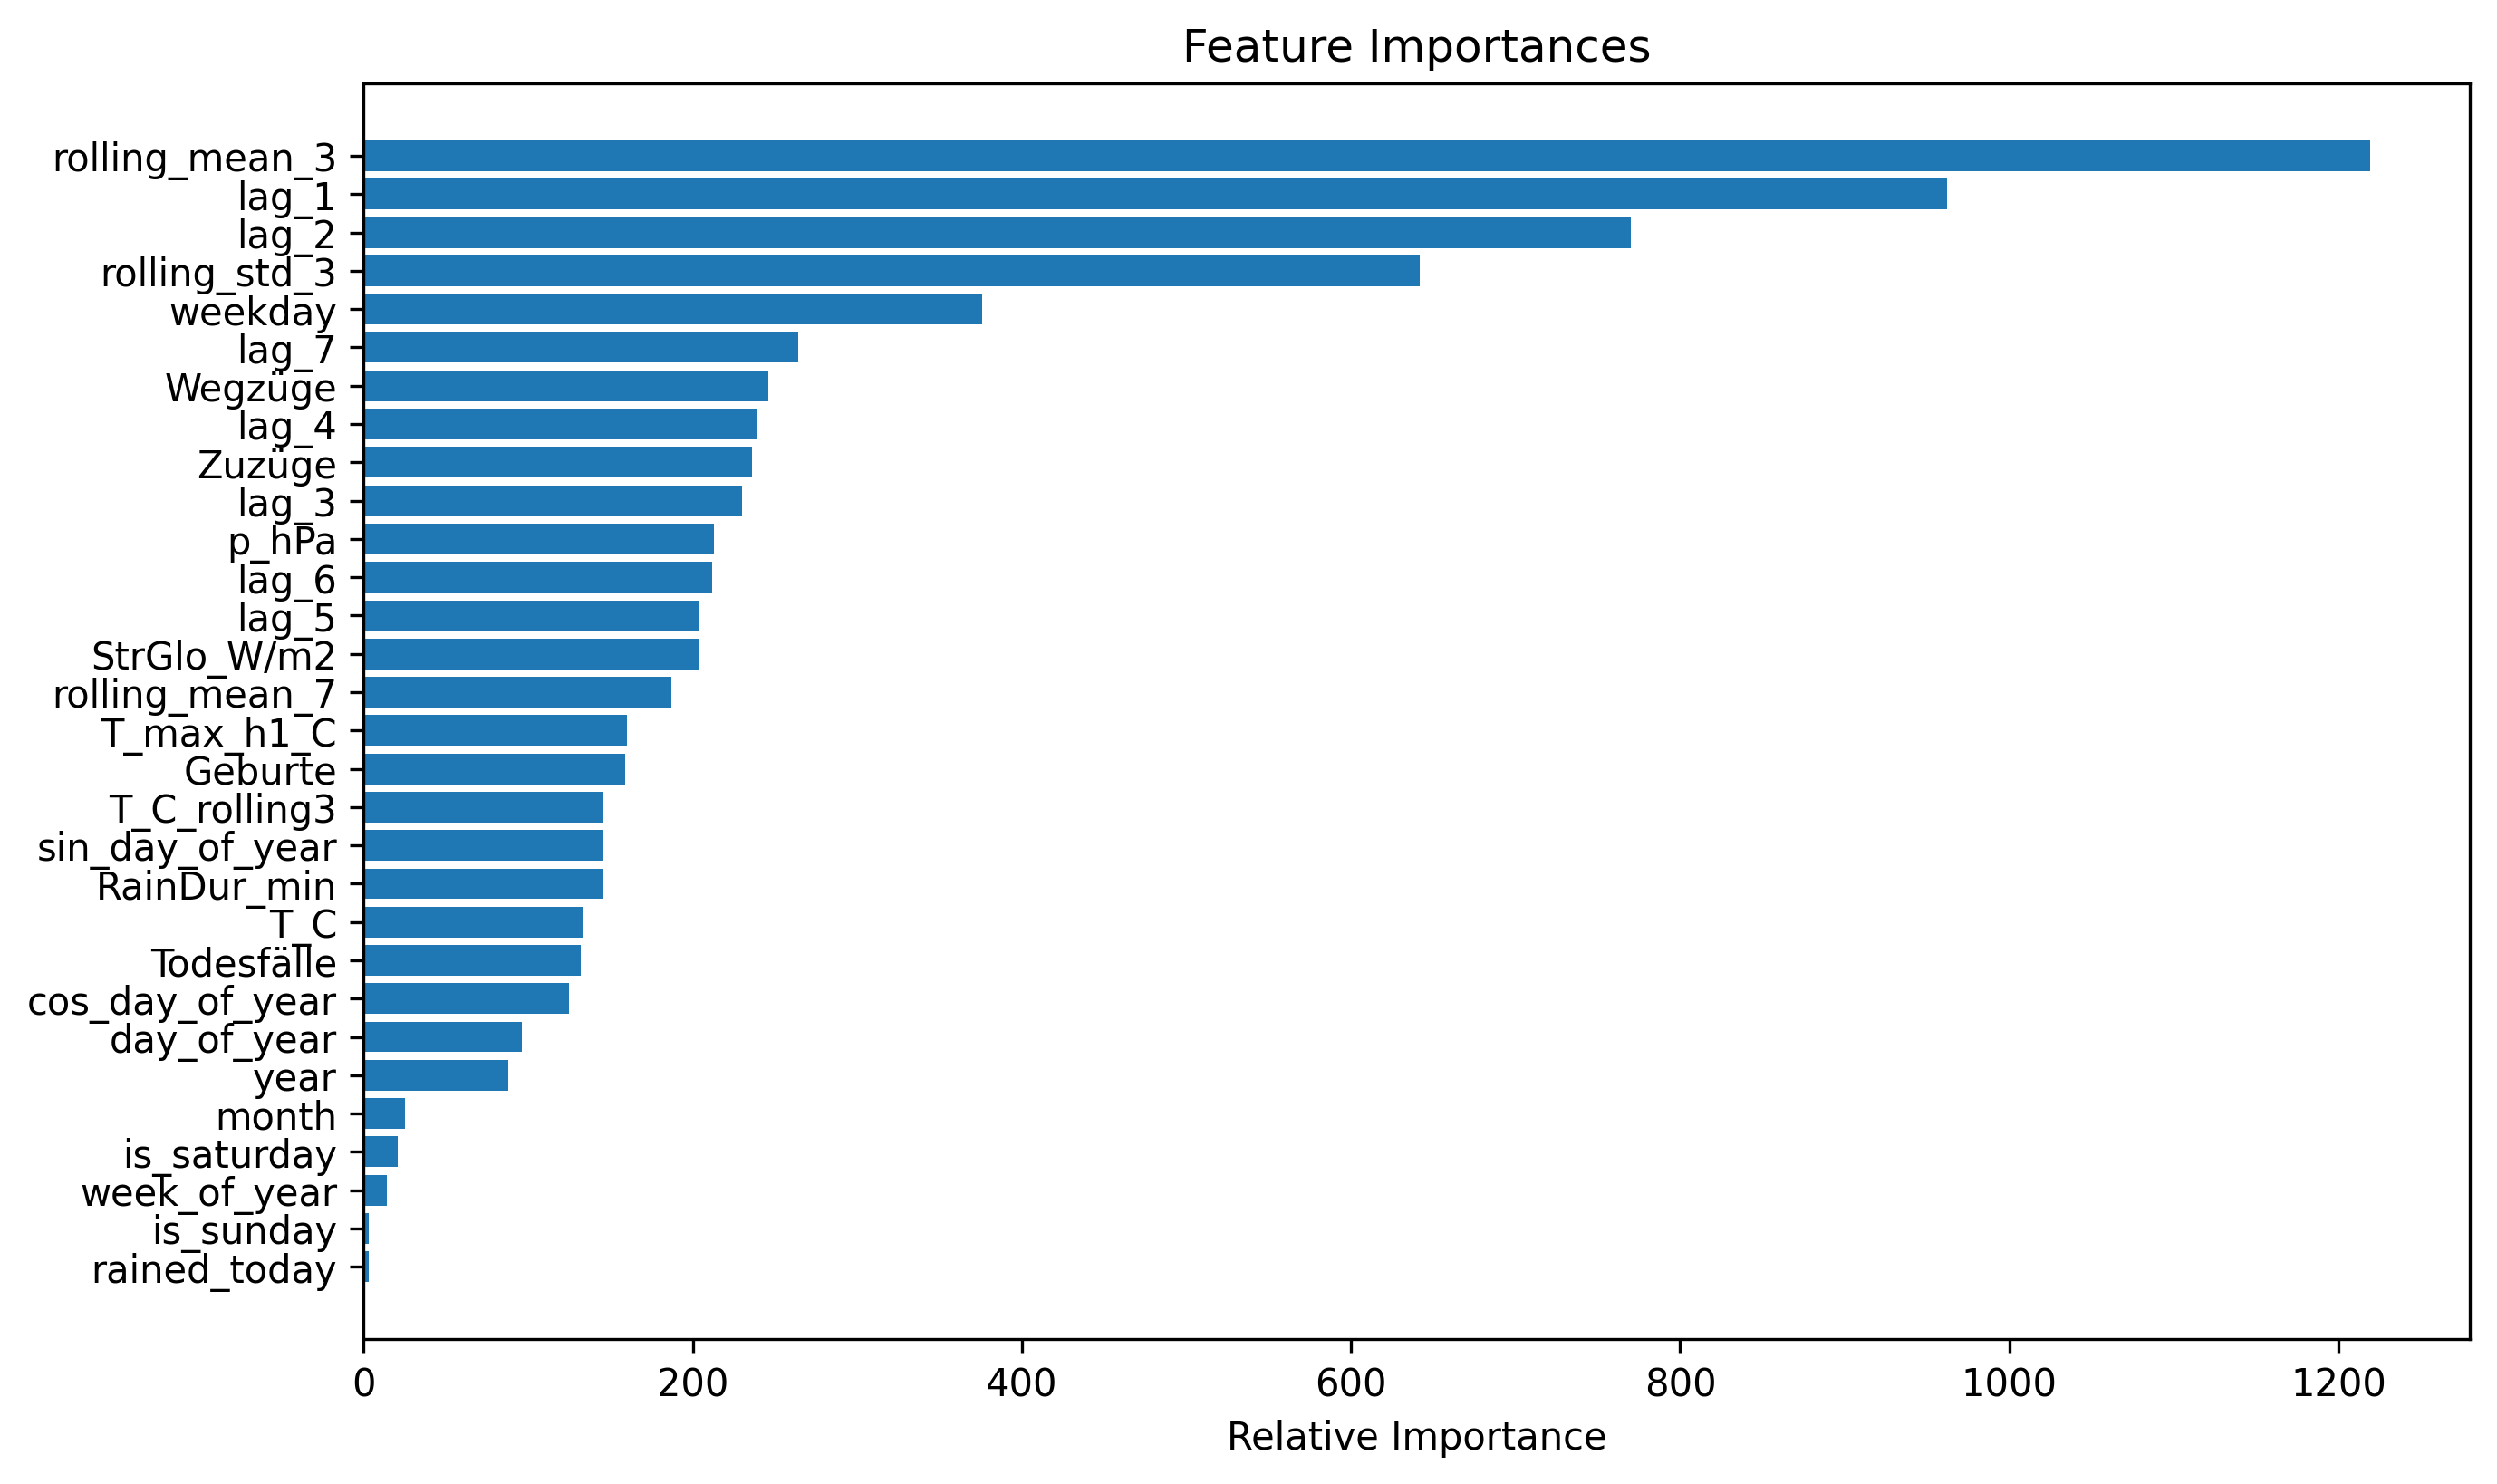 Feature Importances
rolling_mean_3
lag_1
lag_2
rolling_std_3
weekday
lag_7
Wegzüge
lag_4
Zuzüge
lag_3
p_hPa
lag_6
lag_5
StrGlo_W/m2
rolling_mean_7
T_max_h1_C
Geburte
T_C_rolling3
sin_day_of_year
RainDur_min
T_C
Todesfälle
cos_day_of_year
day_of_year
year
month
is_saturday
week_of_year
is_sunday
rained_today
0 200 400 600 800 1000 1200
Relative Importance